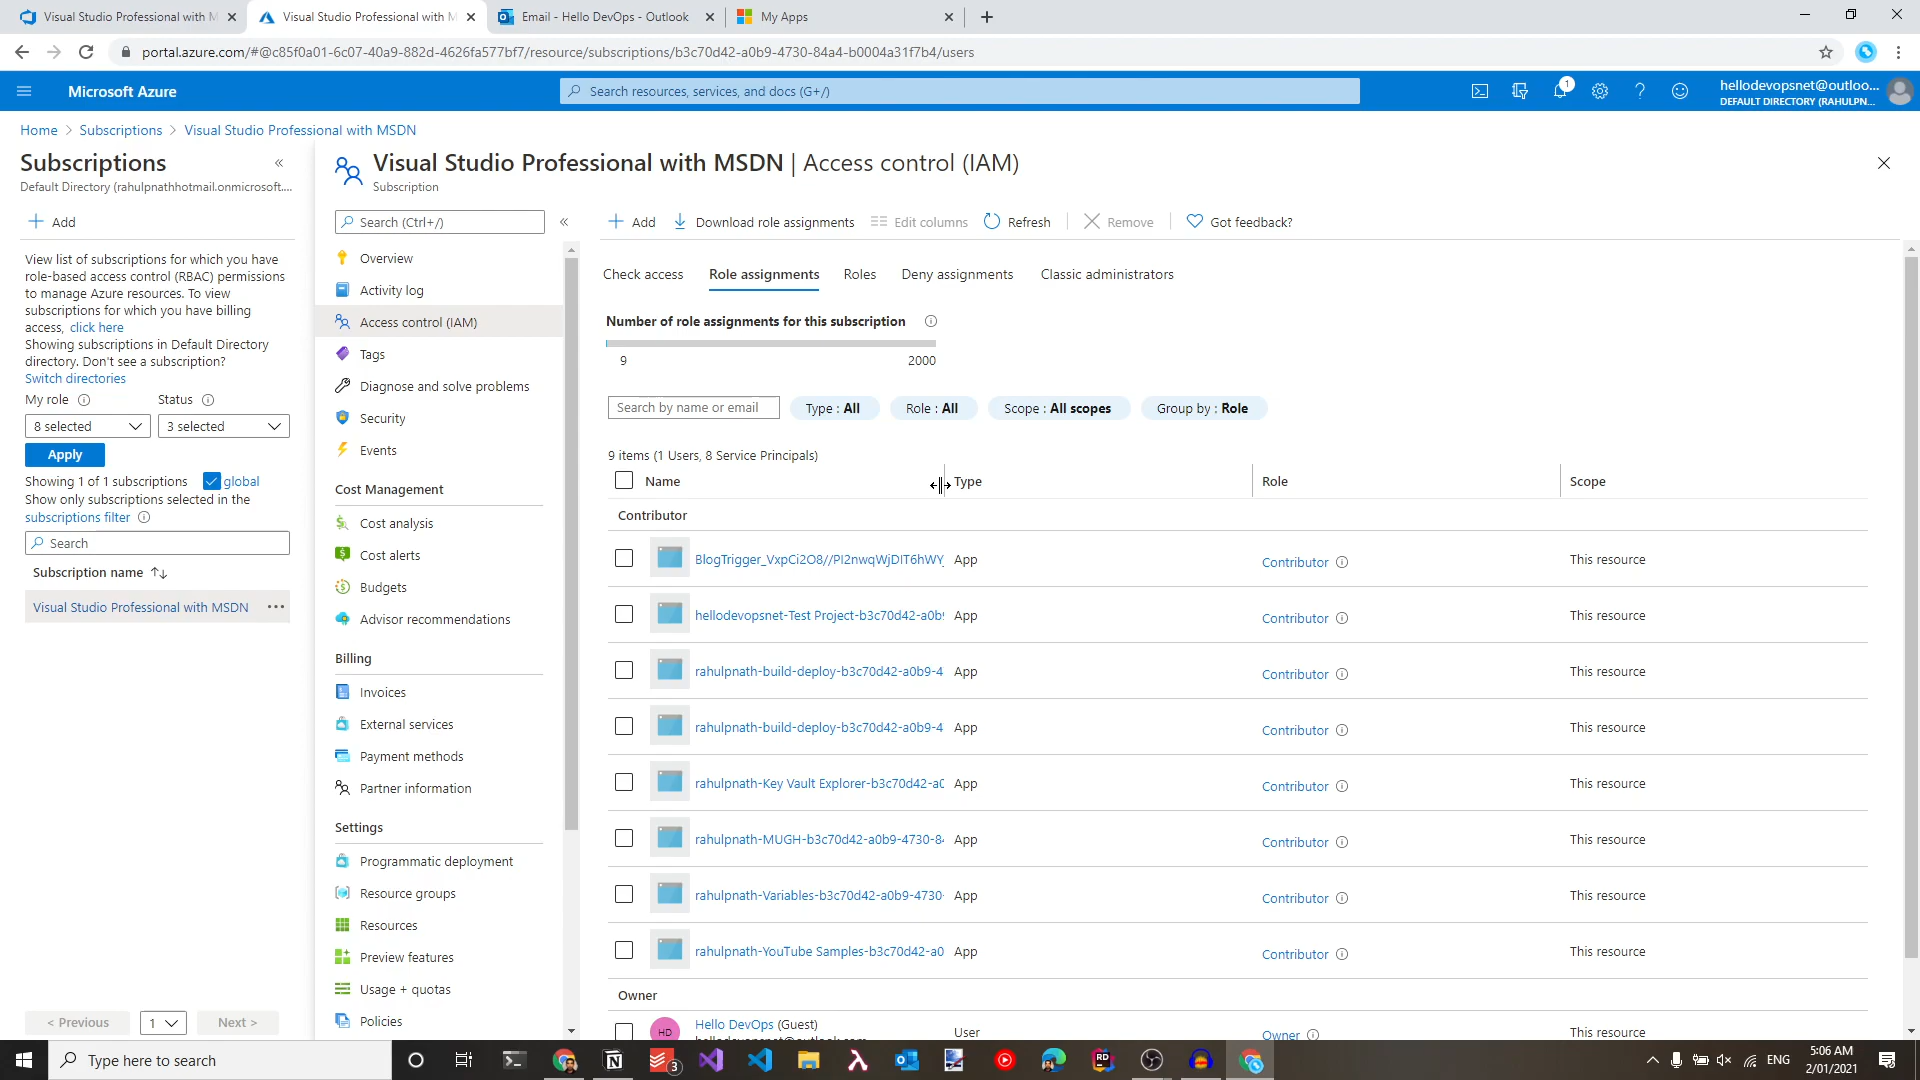 Visual Studio Professional with M
Visual Studio Professional with M
Email - Hello DevOps - Outlook
My Apps
portal.azure.com/#@c85f0a01-6c07-40a9-882d-4626fa577bf7/resource/subscriptions/b3c70d42-a0b9-4730-84a4-b0004a31f7b4/users
Microsoft Azure
Search resources, services, and docs (G+/)
1
hellodevopsnet@outloo...
DEFAULT DIRECTORY (RAHULPN...
Home > Subscriptions > Visual Studio Professional with MSDN
Subscriptions
Default Directory (rahulpnathhotmail.onmicrosoft....
Add
View list of subscriptions for which you have
role-based access control (RBAC) permissions
to manage Azure resources. To view
subscriptions for which you have billing
access, click here
Showing subscriptions in Default Directory
directory. Don't see a subscription?
Switch directories
My role
Status
8 selected
3 selected
Apply
Showing 1 of 1 subscriptions global
Show only subscriptions selected in the
subscriptions filter
Search
Subscription name
Visual Studio Professional with MSDN
< Previous
1
Next >
Visual Studio Professional with MSDN | Access control (IAM)
Subscription
Search (Ctrl+/)
Overview
Activity log
Access control (IAM)
Tags
Diagnose and solve problems
Security
Events
Cost Management
Cost analysis
Cost alerts
Budgets
Advisor recommendations
Billing
Invoices
External services
Payment methods
Partner information
Settings
Programmatic deployment
Resource groups
Resources
Preview features
Usage + quotas
Policies
Add
Download role assignments
Edit columns
Refresh
Remove
Got feedback?
Check access
Role assignments
Roles
Deny assignments
Classic administrators
Number of role assignments for this subscription
9
2000
Search by name or email
Type : All
Role : All
Scope : All scopes
Group by : Role
9 items (1 Users, 8 Service Principals)
Name Type Role Scope
Contributor
BlogTrigger_VxpCi2O8//PI2nwqWjDIT6hWY App Contributor This resource
hellodevopsnet-Test Project-b3c70d42-a0b9 App Contributor This resource
rahulpnath-build-deploy-b3c70d42-a0b9-4 App Contributor This resource
rahulpnath-build-deploy-b3c70d42-a0b9-4 App Contributor This resource
rahulpnath-Key Vault Explorer-b3c70d42-a0 App Contributor This resource
rahulpnath-MUGH-b3c70d42-a0b9-4730-84 App Contributor This resource
rahulpnath-Variables-b3c70d42-a0b9-4730- App Contributor This resource
rahulpnath-YouTube Samples-b3c70d42-a0 App Contributor This resource
Owner
HD Hello DevOps (Guest) User Owner This resource
hellodevopsnet@outlook.com
Type here to search
3
ENG
5:06 AM
2/01/2021